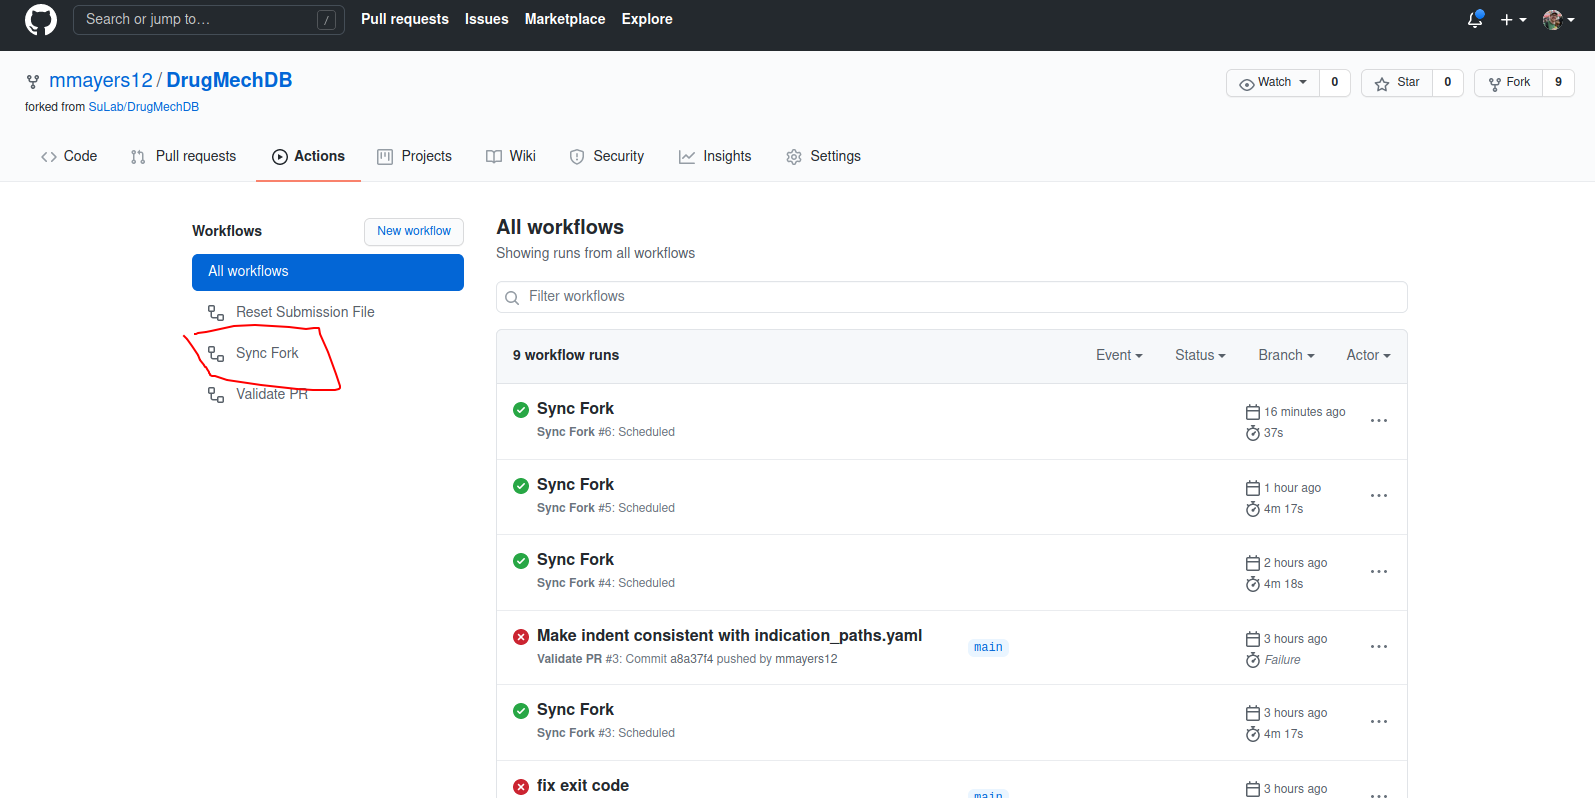 Search or jump to… /
Pull requests Issues Marketplace Explore
mmayers12 / DrugMechDB
forked from SuLab/DrugMechDB
Watch 0 Star 0 Fork 9
Code Pull requests Actions Projects Wiki Security Insights Settings
Workflows
New workflow
All workflows
Reset Submission File
Sync Fork
Validate PR
All workflows
Showing runs from all workflows
Filter workflows
9 workflow runs
Event Status Branch Actor
Sync Fork
Sync Fork #6: Scheduled
16 minutes ago
37s
Sync Fork
Sync Fork #5: Scheduled
1 hour ago
4m 17s
Sync Fork
Sync Fork #4: Scheduled
2 hours ago
4m 18s
Make indent consistent with indication_paths.yaml
Validate PR #3: Commit a8a37f4 pushed by mmayers12
main
3 hours ago
Failure
Sync Fork
Sync Fork #3: Scheduled
3 hours ago
4m 17s
fix exit code
main
3 hours ago